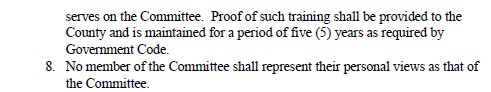 serves on the Committee.  Proof of such training shall be provided to the
County and is maintained for a period of five (5) years as required by
Government Code.
8.  No member of the Committee shall represent their personal views as that of
the Committee.